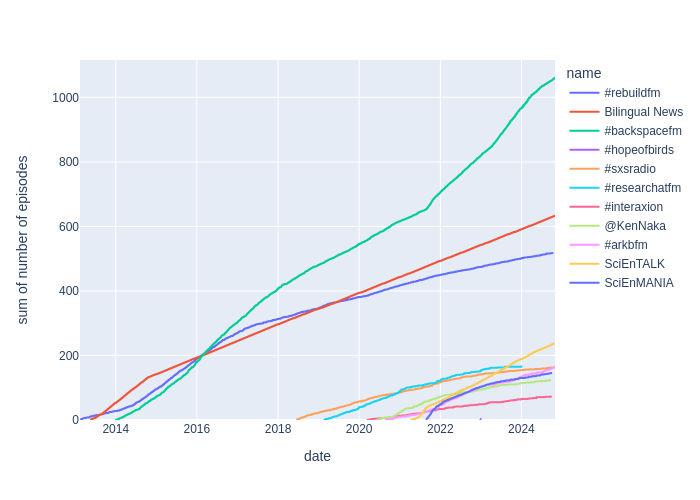 name
#rebuildfm
Bilingual News
#backspacefm
#hopeofbirds
#sxsradio
#researchatfm
#interaxion
@KenNaka
#arkbfm
SciEnTALK
SciEnMANIA
sum of number of episodes
1000
800
600
400
200
0
2014
2016
2018
2020
2022
2024
date